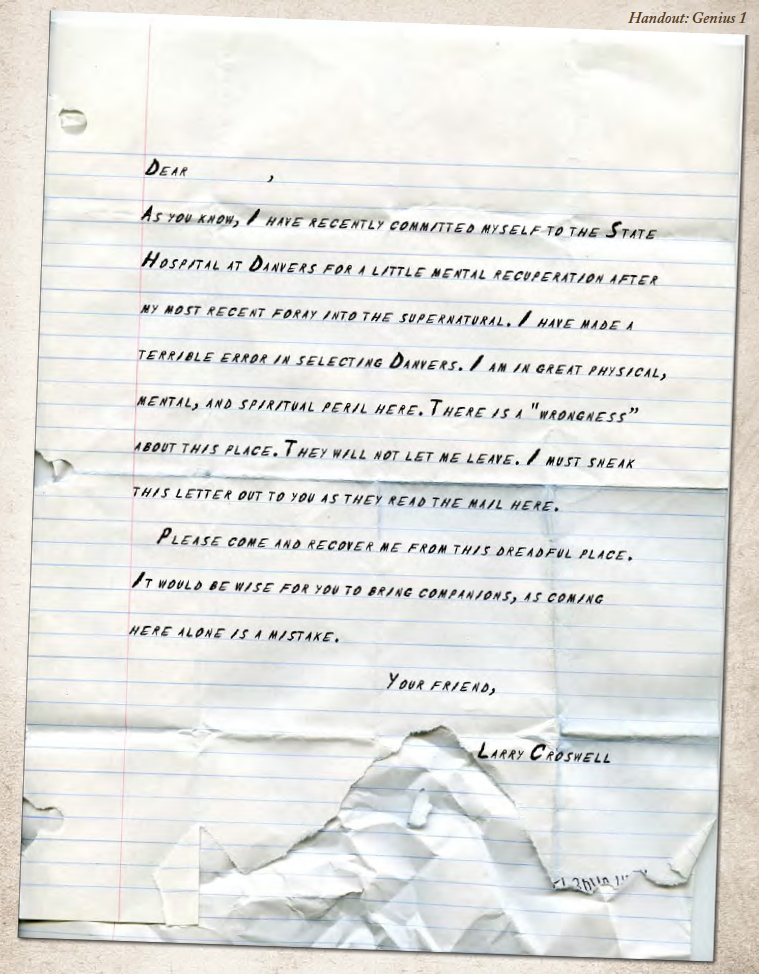 Handout: Genius 1
Dear ,
As you know, I have recently committed myself to the State
Hospital at Danvers for a little mental recuperation after
my most recent foray into the supernatural. I have made a
terrible error in selecting Danvers. I am in great physical,
mental, and spiritual peril here. There is a "wrongness"
about this place. They will not let me leave. I must sneak
this letter out to you as they read the mail here.
Please come and recover me from this dreadful place.
It would be wise for you to bring companions, as coming
here alone is a mistake.
Your friend,
Larry Croswell